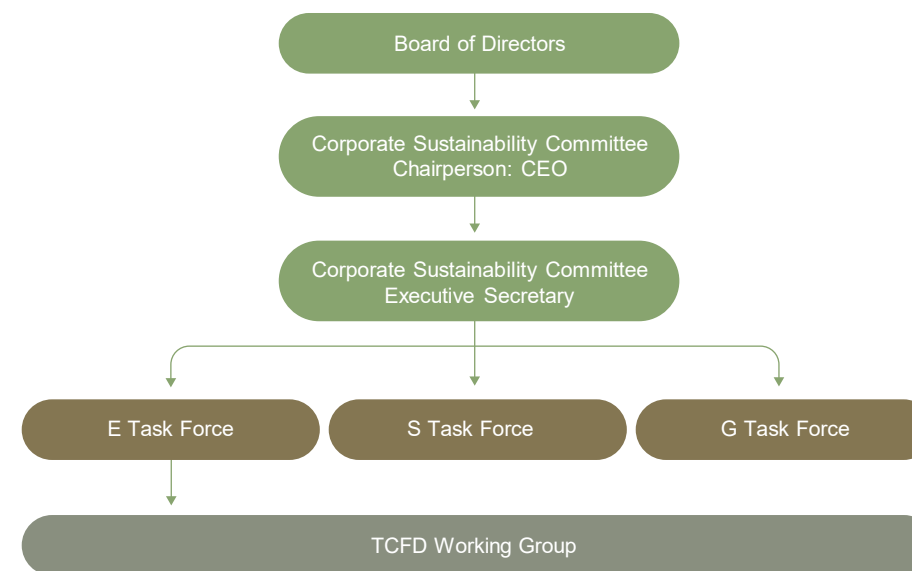 Board of Directors
Corporate Sustainability Committee
Chairperson: CEO
Corporate Sustainability Committee
Executive Secretary
E Task Force
S Task Force
G Task Force
TCFD Working Group